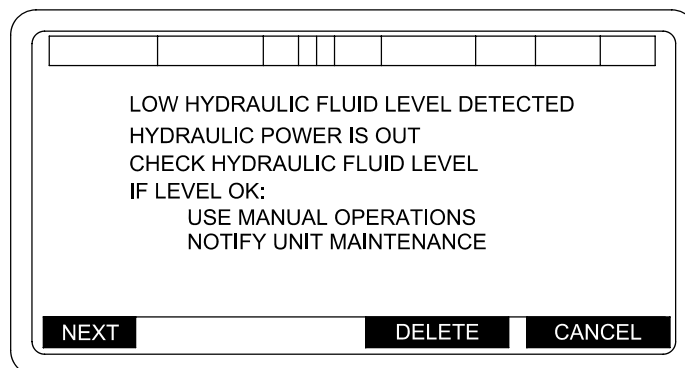 LOW HYDRAULIC FLUID LEVEL DETECTED
HYDRAULIC POWER IS OUT
CHECK HYDRAULIC FLUID LEVEL
IF LEVEL OK:
USE MANUAL OPERATIONS
NOTIFY UNIT MAINTENANCE
NEXT DELETE CANCEL